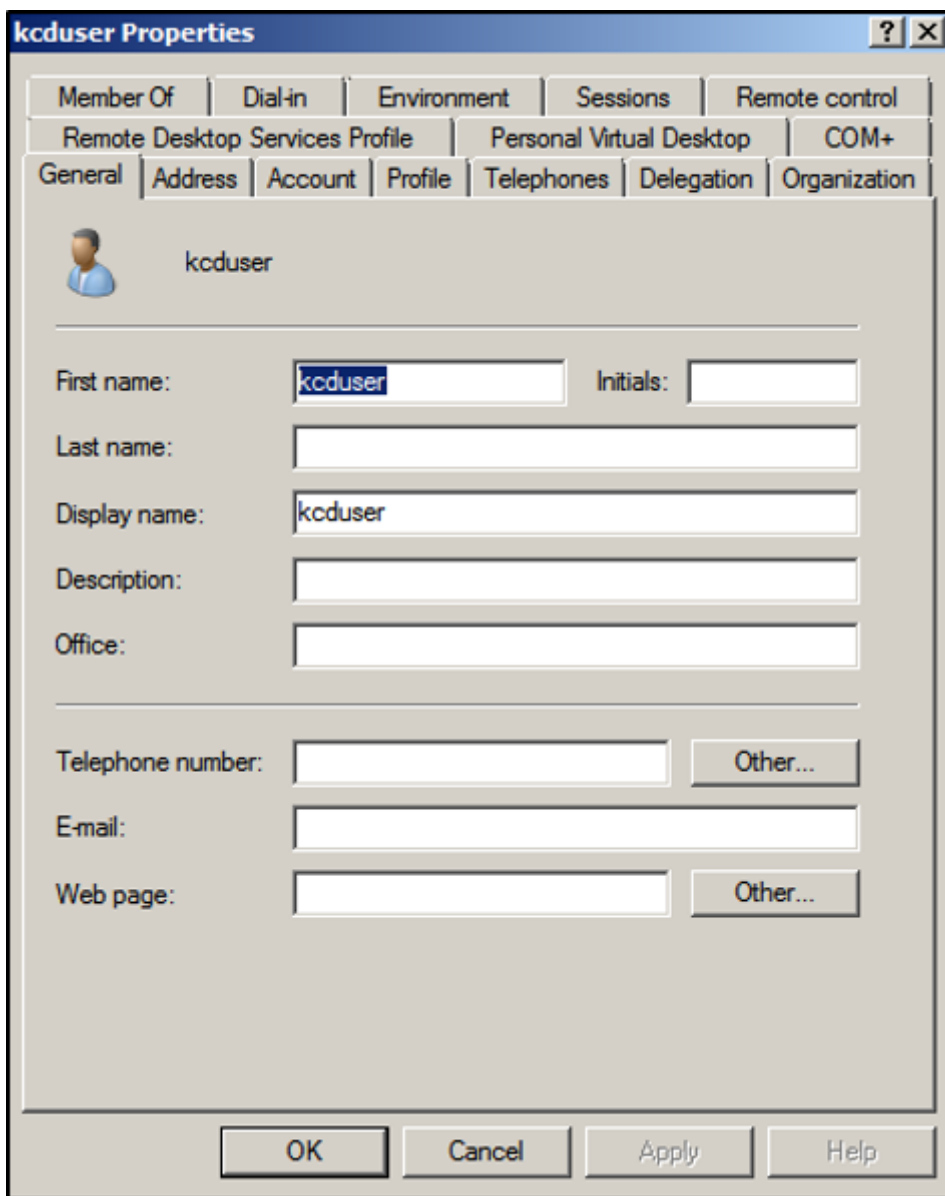 kcduser Properties
Member Of Dial-in Environment Sessions Remote control
Remote Desktop Services Profile Personal Virtual Desktop COM+
General Address Account Profile Telephones Delegation Organization
kcduser
First name: kcduser Initials:
Last name:
Display name: kcduser
Description:
Office:
Telephone number: Other...
E-mail:
Web page: Other...
OK Cancel Apply Help